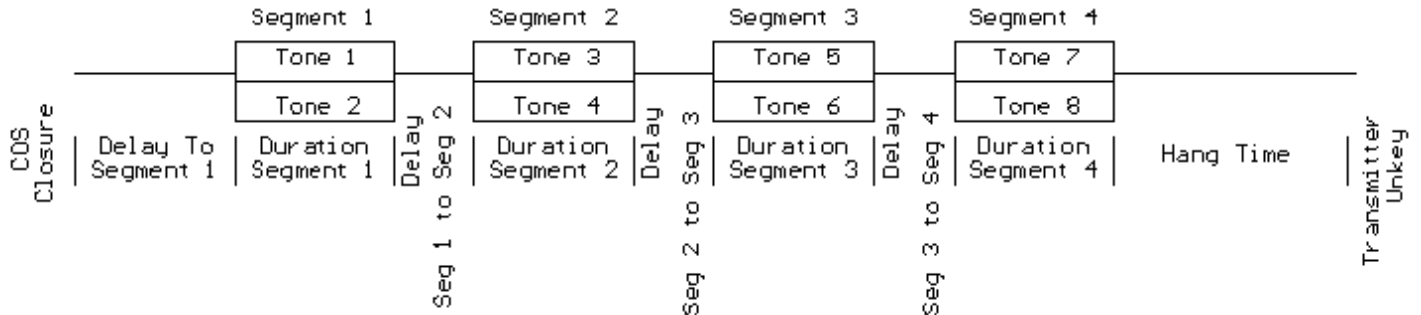 Segment 1
Segment 2
Segment 3
Segment 4
Tone 1
Tone 3
Tone 5
Tone 7
Tone 2
Tone 4
Tone 6
Tone 8
COS
Closure
Delay To
Segment 1
Duration
Segment 1
Delay
Seg 1 to Seg 2
Duration
Segment 2
Delay
Seg 2 to Seg 3
Duration
Segment 3
Delay
Seg 3 to Seg 4
Duration
Segment 4
Hang Time
Transmitter
Unkey